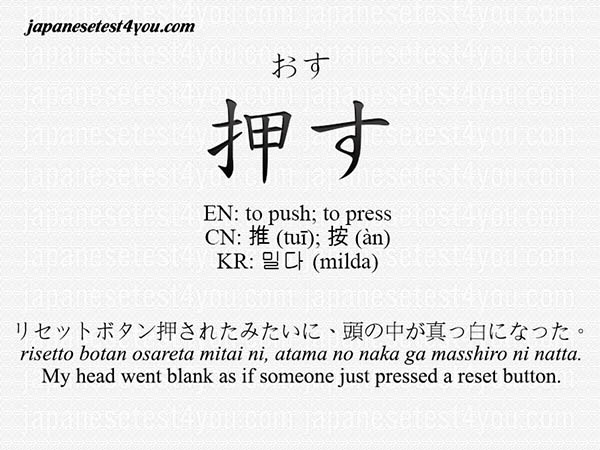 japanesetest4you.com
おす
押す
EN: to push; to press
CN: 推 (tuī); 按 (àn)
KR: 밀다 (milda)
リセットボタン押されたみたいに、頭の中が真っ白になった。
risetto botan osareta mitai ni, atama no naka ga masshiro ni natta.
My head went blank as if someone just pressed a reset button.